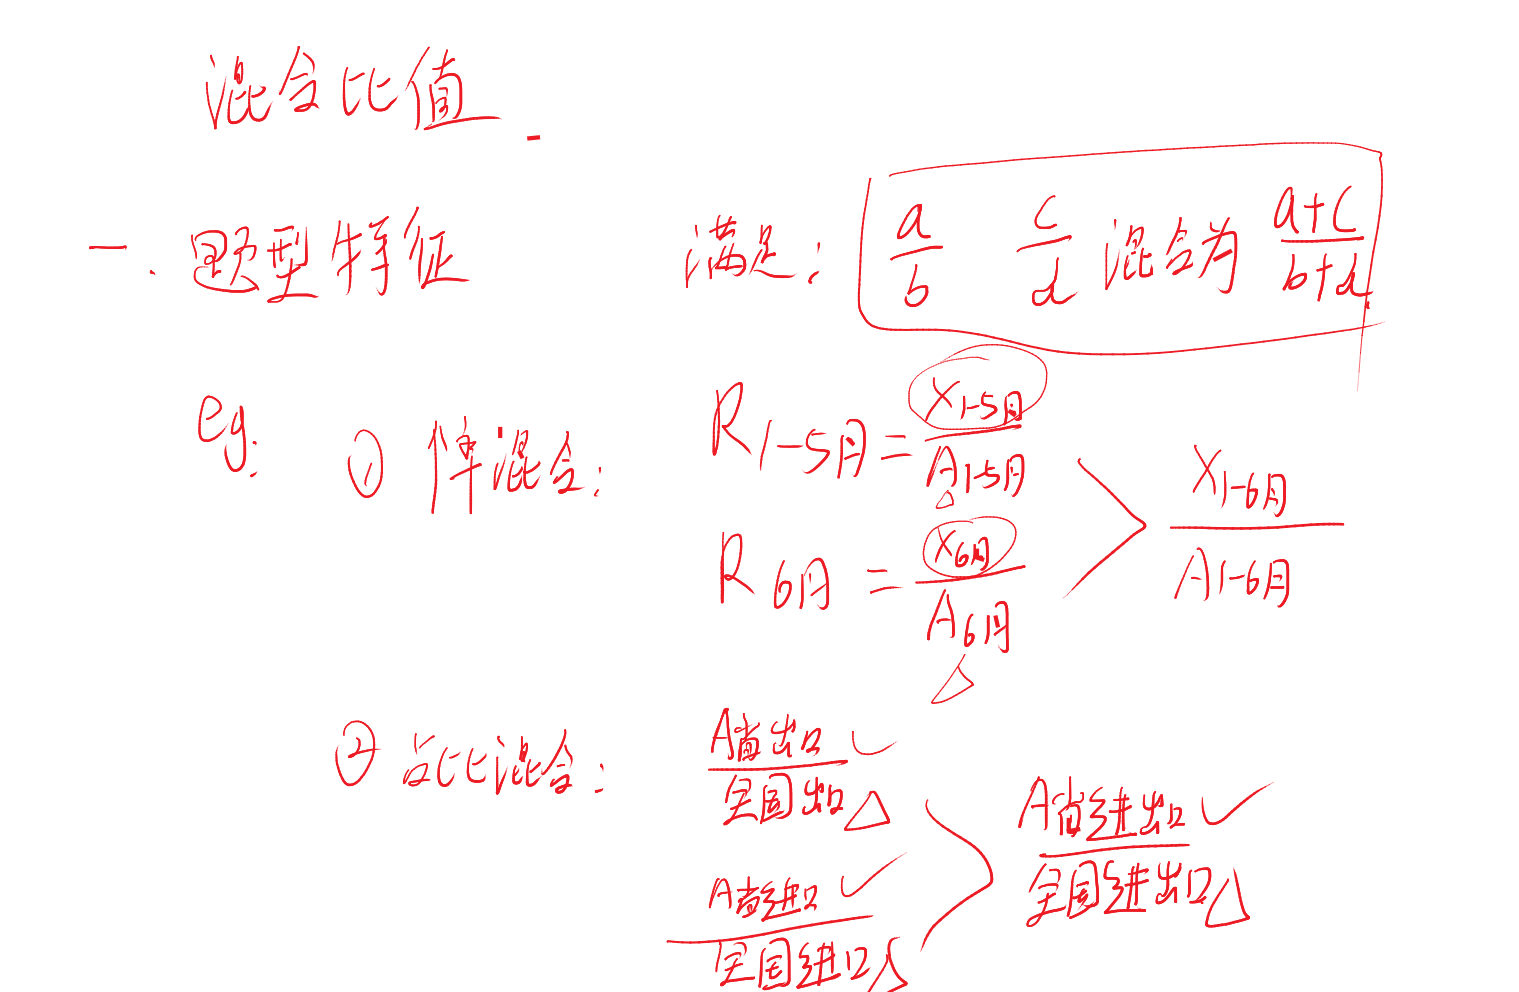 混合比值
一. 题型特征 满足: a/b c/d 混合为 a+c/b+d
eg. ① 混合: R1-5月 = X1-5月/A1-5月
R6月 = X6月/A6月
X1-6月/A1-6月
② 占比混合: A省出口/全国出口
A省进口/全国进口
A省进出口/全国进出口